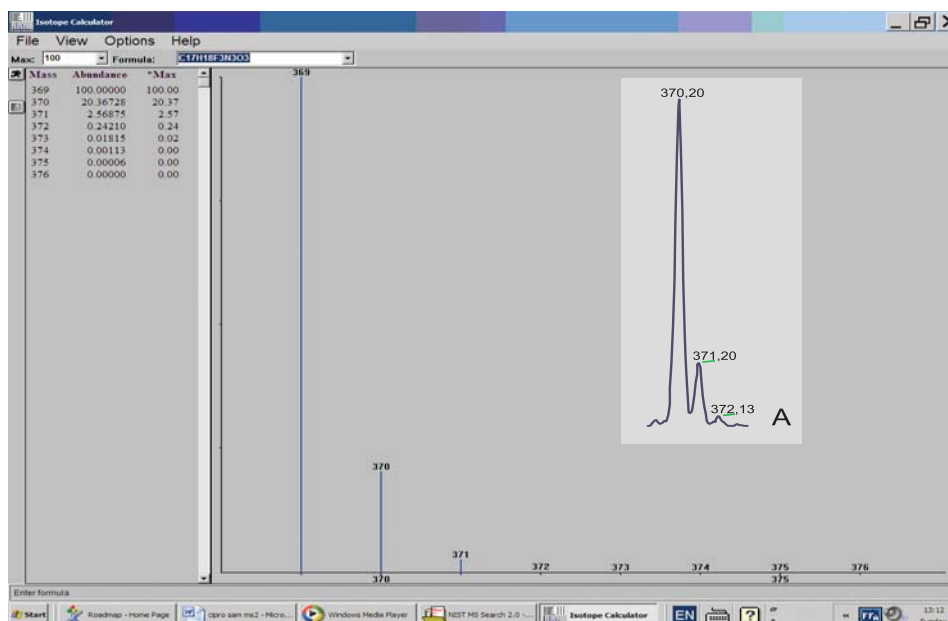 Isotope Calculator
File View Options Help
Max: 100 Formula: C17H18F3N3O3
Mass Abundance °Max
369 100.00000 100.00
370 20.36728 20.37
371 2.56875 2.57
372 0.24210 0.24
373 0.01815 0.02
374 0.00113 0.00
375 0.00006 0.00
376 0.00000 0.00
369
370,20
371,20
372,13
A
370
371
372 373 374 375 376
370 375
Enter formula
Start Roadmap - Home Page cipro sam ms2 - Micro... Windows Media Player NIST MS Search 2.0 -... Isotope Calculator EN ? « 13:12